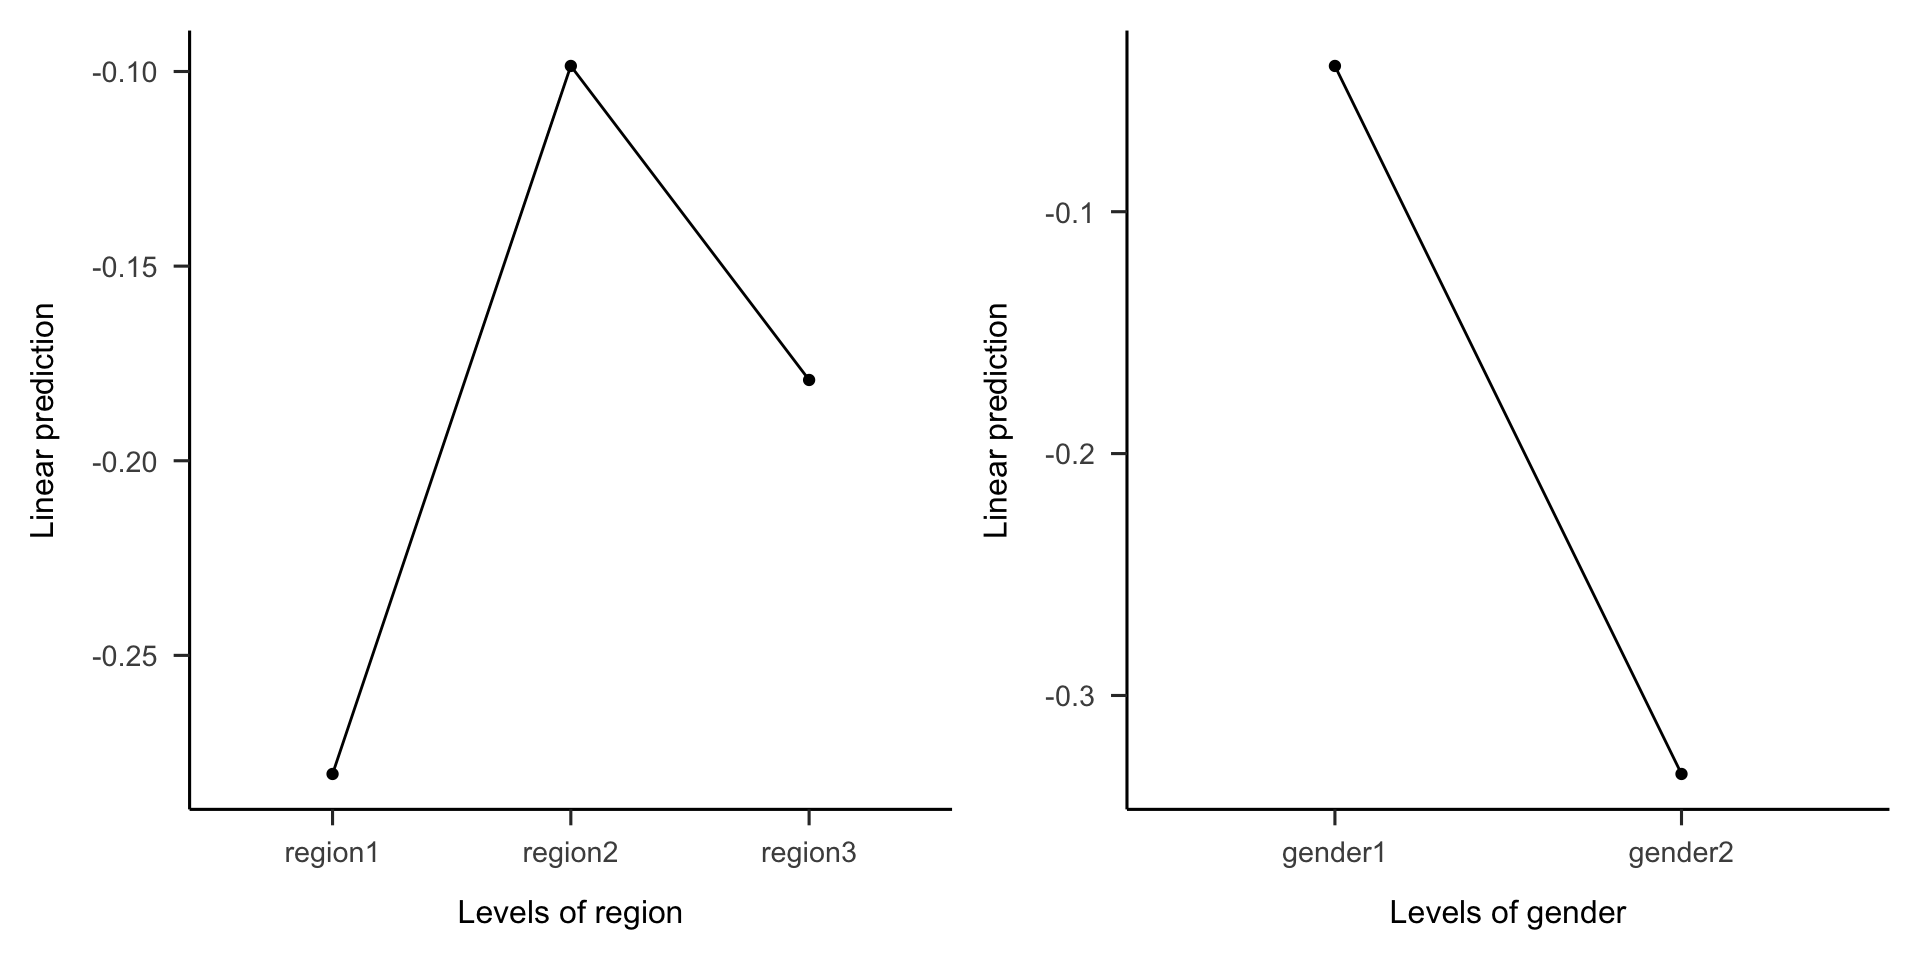 Linear prediction
-0.10
-0.15
-0.20
-0.25
region1
region2
region3
Levels of region
Linear prediction
-0.1
-0.2
-0.3
gender1
gender2
Levels of gender